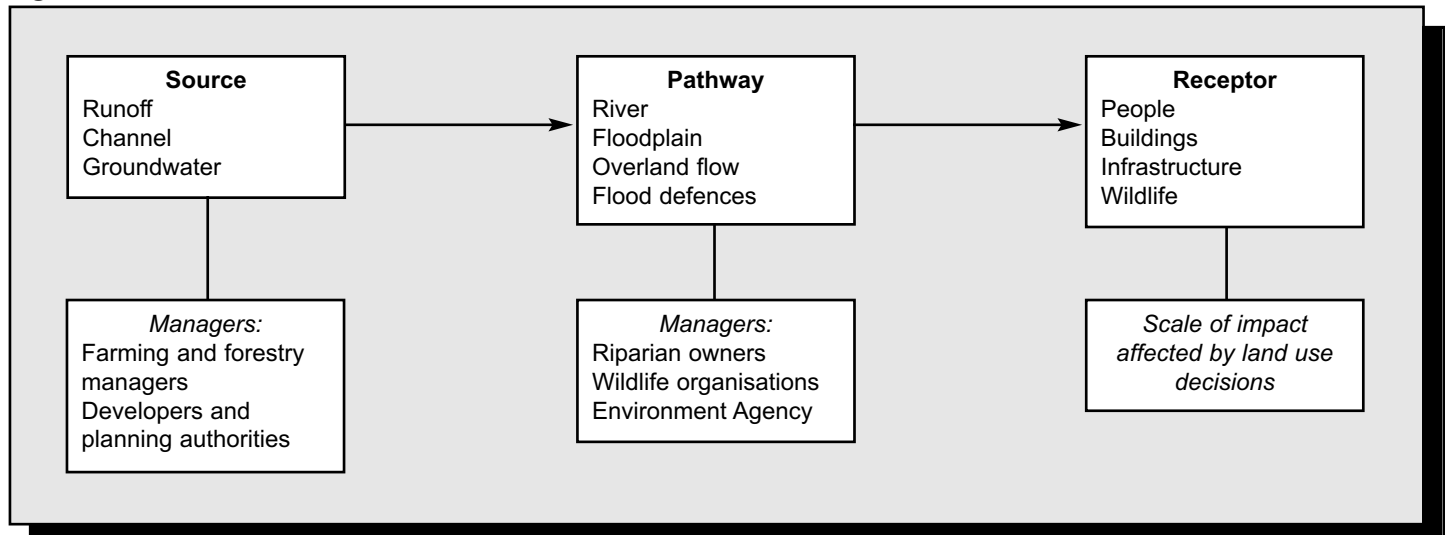 Source
Runoff
Channel
Groundwater
Pathway
River
Floodplain
Overland flow
Flood defences
Receptor
People
Buildings
Infrastructure
Wildlife
Managers:
Farming and forestry
managers
Developers and
planning authorities
Managers:
Riparian owners
Wildlife organisations
Environment Agency
Scale of impact
affected by land use
decisions